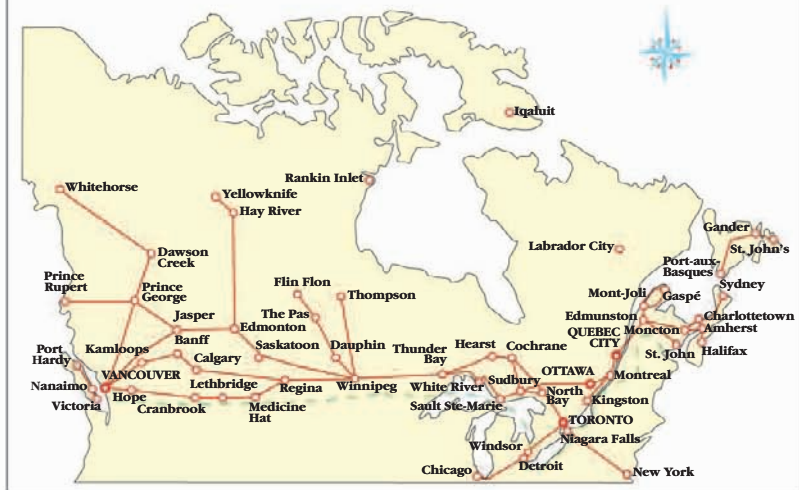 Iqaluit
Rankin Inlet
Whitehorse
Yellowknife
Hay River
Gander
St. John's
Labrador City
Dawson
Creek
Port-aux-
Basques
Prince
Rupert
Prince
George
Flin Flon
Thompson
Sydney
Mont-Joli
Gaspé
The Pas
Jasper
Edmonton
Edmunston
Charlottetown
QUEBEC
CITY
Moncton
Amherst
Banff
Kamloops
Saskatoon
Dauphin
Thunder
Bay
Hearst
Cochrane
St. John
Halifax
Port
Hardy
Calgary
VANCOUVER
OTTAWA
Montreal
Nanaimo
Lethbridge
Regina
Winnipeg
White River
Sudbury
North
Bay
Kingston
Victoria
Hope
Cranbrook
Medicine
Hat
Sault Ste-Marie
TORONTO
Niagara Falls
Windsor
Detroit
Chicago
New York